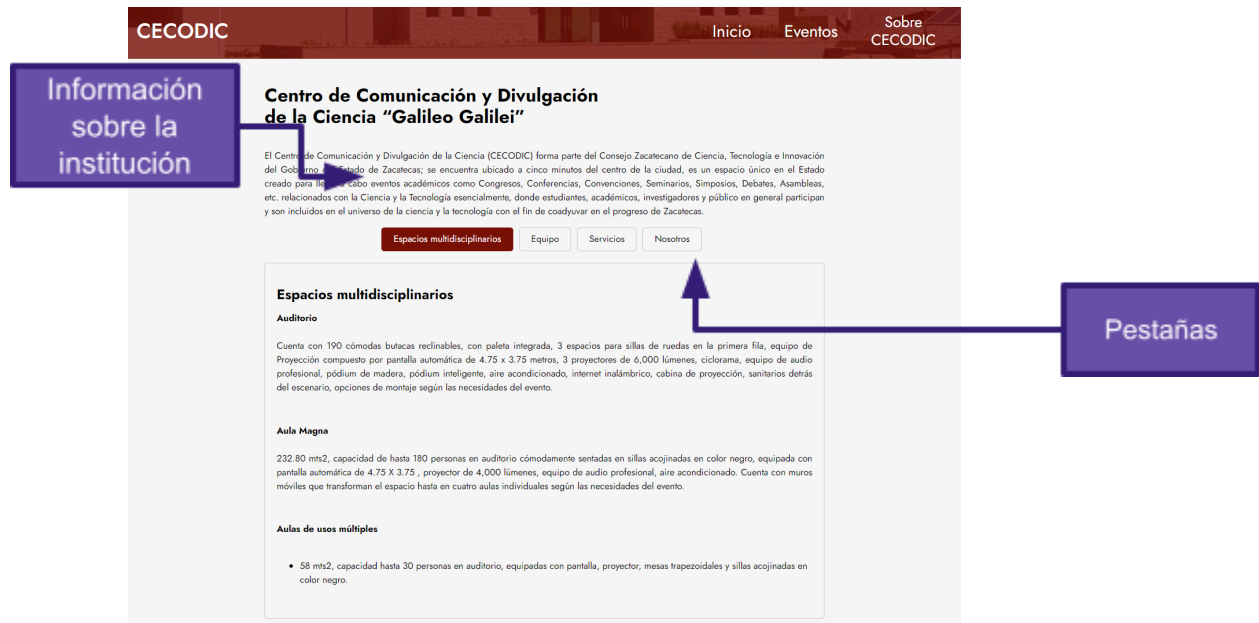 CECODIC
Inicio
Eventos
Sobre
CECODIC
Información
sobre la
institución
Centro de Comunicación y Divulgación
de la Ciencia “Galileo Galilei”
El Centro de Comunicación y Divulgación de la Ciencia (CECODIC) forma parte del Consejo Zacatecano de Ciencia, Tecnología e Innovación
del Gobierno Estado de Zacatecas; se encuentra ubicado a cinco minutos del centro de la ciudad, es un espacio único en el Estado
creado para cabo eventos académicos como Congresos, Conferencias, Convenciones, Seminarios, Simposios, Debates, Asambleas,
etc. relacionados con la Ciencia y la Tecnología esencialmente, donde estudiantes, académicos, investigadores y público en general participan
y son incluidos en el universo de la ciencia y la tecnología con el fin de coadyuvar en el progreso de Zacatecas.
Espacios multidisciplinarios
Equipo
Servicios
Nosotros
Pestañas
Espacios multidisciplinarios
Auditorio
Cuenta con 190 cómodas butacas reclinables, con paleta integrada, 3 espacios para sillas de ruedas en la primera fila, equipo de
Proyección compuesto por pantalla automática de 4.75 x 3.75 metros, 3 proyectores de 6,000 lúmenes, ciclorama, equipo de audio
profesional, pódium de madera, pódium inteligente, aire acondicionado, internet inalámbrico, cabina de proyección, sanitarios detrás
del escenario, opciones de montaje según las necesidades del evento.
Aula Magna
232.80 mts2, capacidad de hasta 180 personas en auditorio cómodamente sentadas en sillas acojinadas en color negro, equipada con
pantalla automática de 4.75 X 3.75 , proyector de 4,000 lúmenes, equipo de audio profesional, aire acondicionado. Cuenta con muros
móviles que transforman el espacio hasta en cuatro aulas individuales según las necesidades del evento.
Aulas de usos múltiples
• 58 mts2, capacidad hasta 30 personas en auditorio, equipadas con pantalla, proyector, mesas trapezoidales y sillas acojinadas en
color negro.